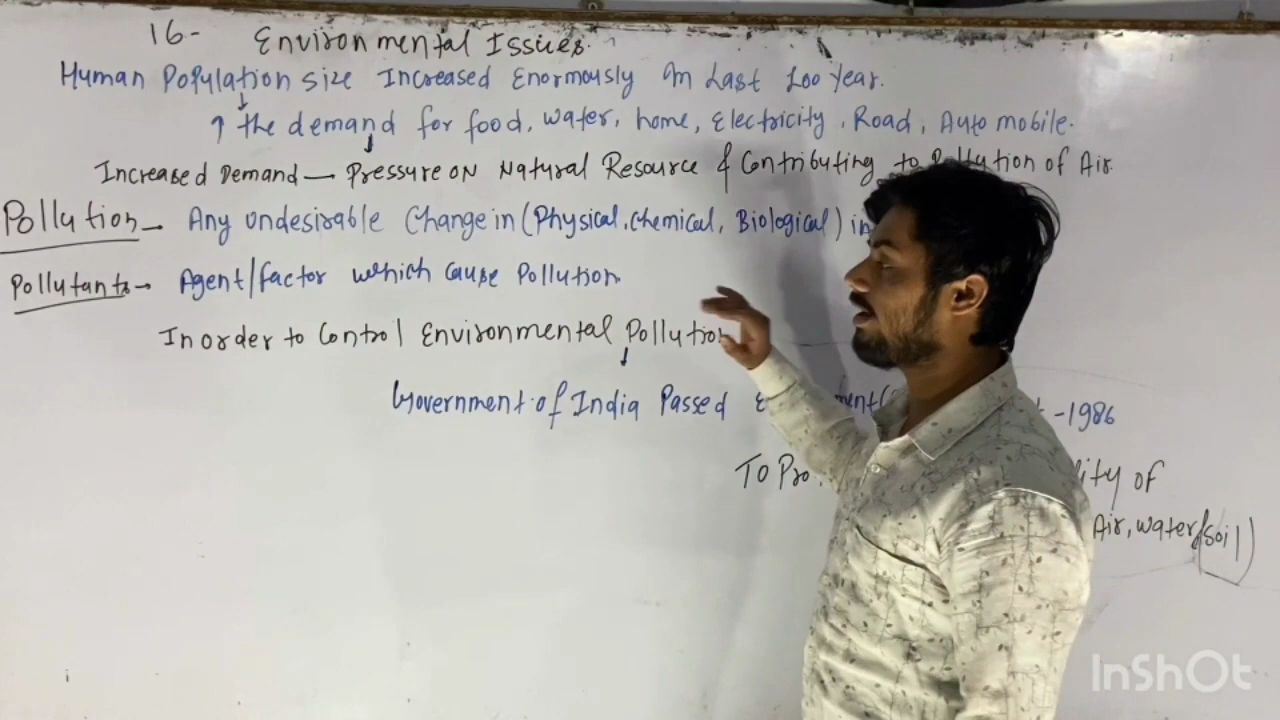 16- Environmental Issues.
Human Population size Increased Enormously In Last 100 Year.
↓
↑ the demand for food, water, home, Electricity, Road, Automobile.
↓
Increased Demand — Pressure on Natural Resource & Contributing to Pollution of Air.
Pollution - Any undesirable Change in (Physical, Chemical, Biological) in
Pollutants - Agent/factor which cause Pollution.
In order to Control Environmental Pollution
↓
Government of India Passed -1986
To of
Air, water, (soil)
InShOt